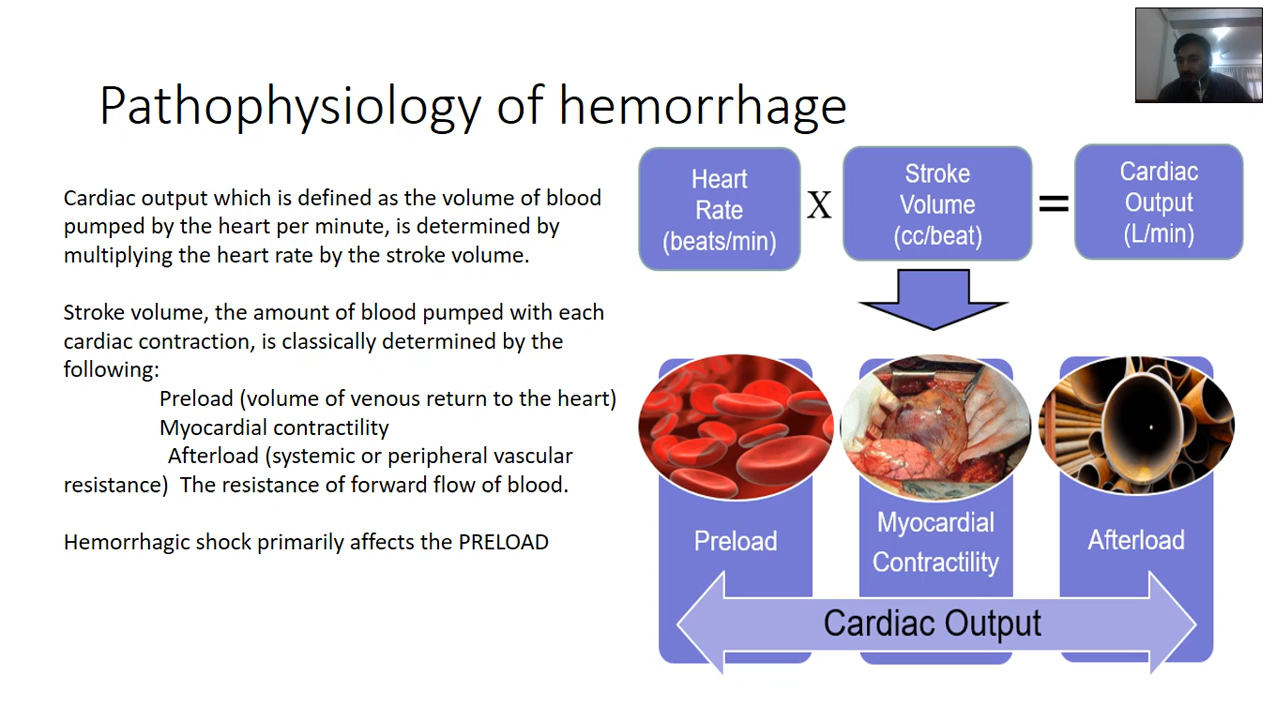 Pathophysiology of hemorrhage
Cardiac output which is defined as the volume of blood
pumped by the heart per minute, is determined by
multiplying the heart rate by the stroke volume.
Stroke volume, the amount of blood pumped with each
cardiac contraction, is classically determined by the
following:
Preload (volume of venous return to the heart)
Myocardial contractility
Afterload (systemic or peripheral vascular
resistance) The resistance of forward flow of blood.
Hemorrhagic shock primarily affects the PRELOAD
Heart
Rate
(beats/min)
X
Stroke
Volume
(cc/beat)
=
Cardiac
Output
(L/min)
Preload
Myocardial
Contractility
Afterload
Cardiac Output